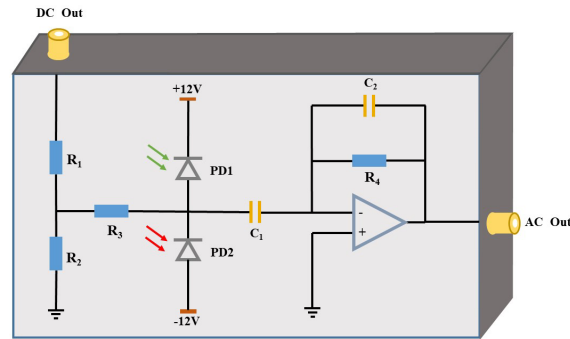 DC Out
+12V
C2
R1
PD1
R4
-
R3
+
AC Out
C1
R2
PD2
-12V